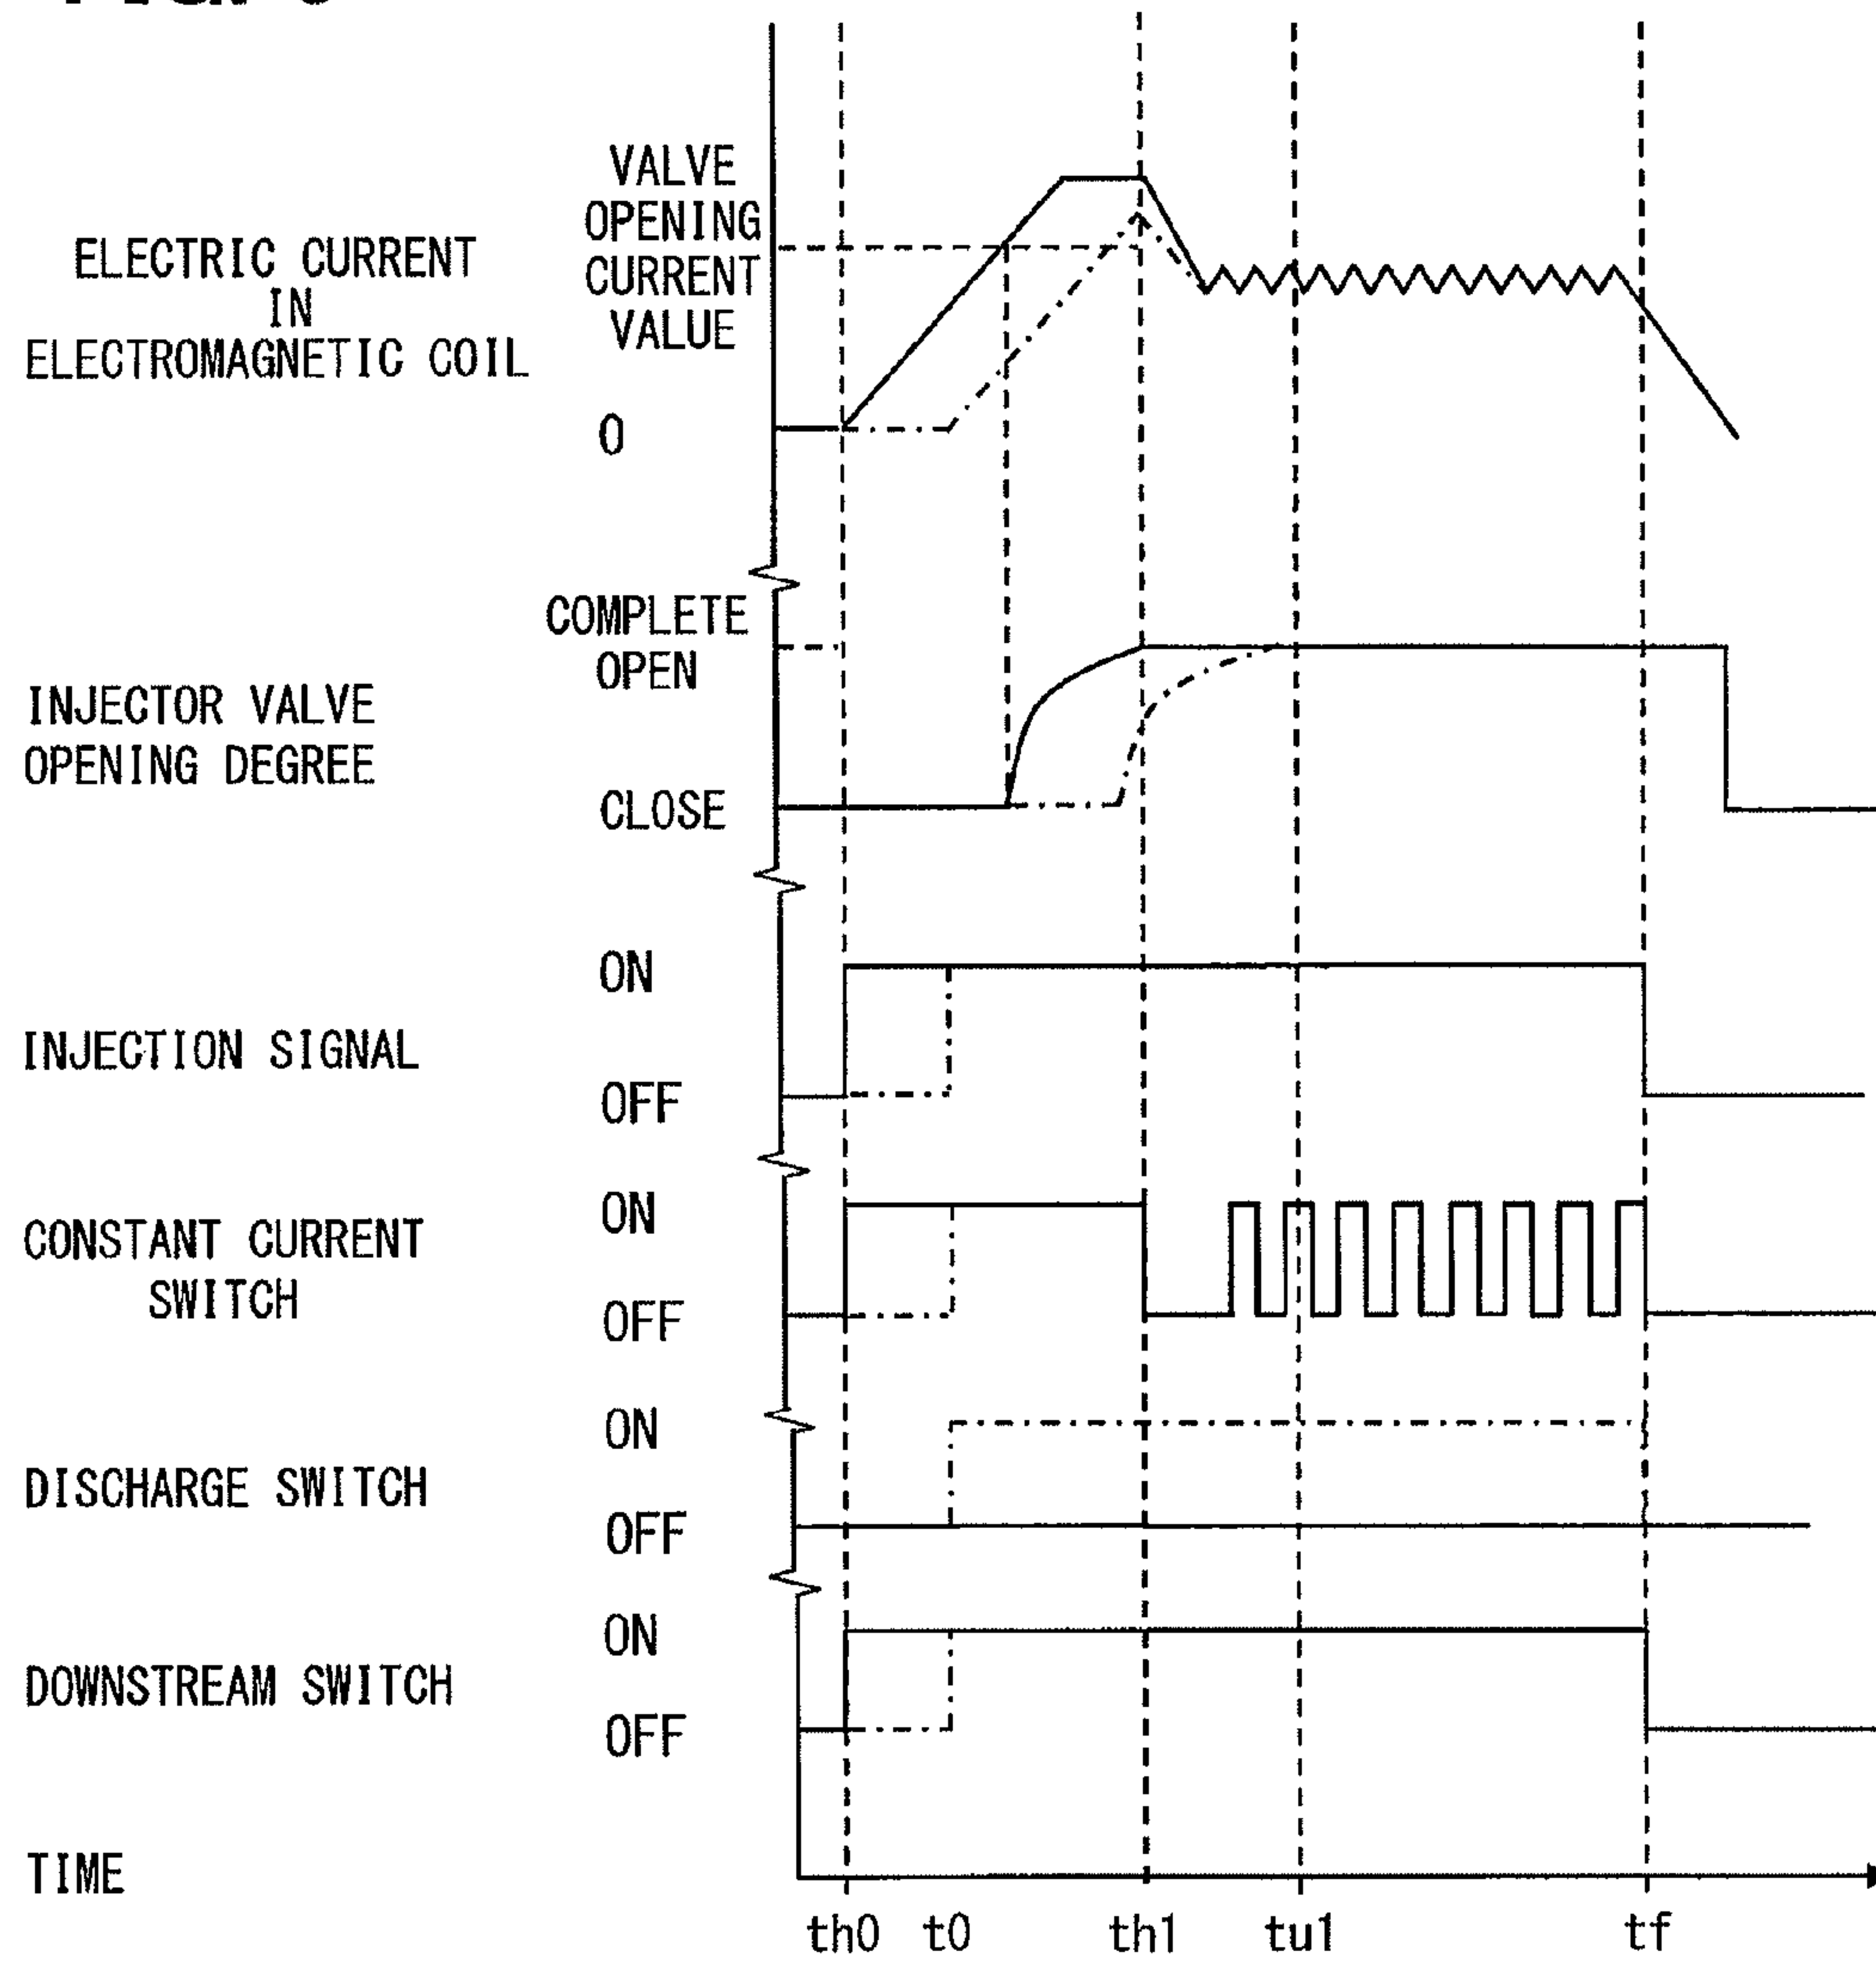 VALVE
OPENING
CURRENT
VALUE
ELECTRIC CURRENT
IN
ELECTROMAGNETIC COIL
0
COMPLETE
OPEN
INJECTOR VALVE
OPENING DEGREE
CLOSE
ON
INJECTION SIGNAL
OFF
ON
CONSTANT CURRENT
SWITCH
OFF
ON
DISCHARGE SWITCH
OFF
ON
DOWNSTREAM SWITCH
OFF
TIME
th0 t0 th1 tu1 tf